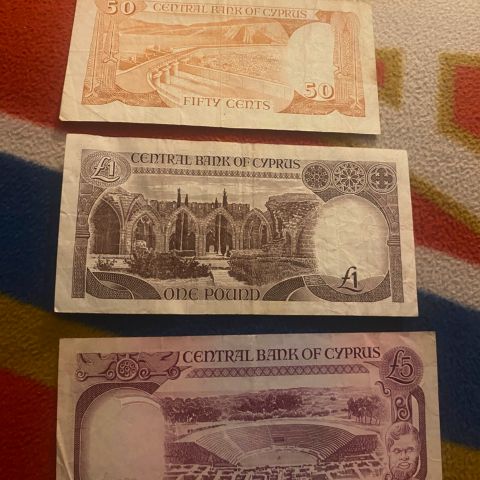 50
CENTRAL BANK OF CYPRUS
50
FIFTY CENTS
£1
CENTRAL BANK OF CYPRUS
ONE POUND
£1
CENTRAL BANK OF CYPRUS
£5